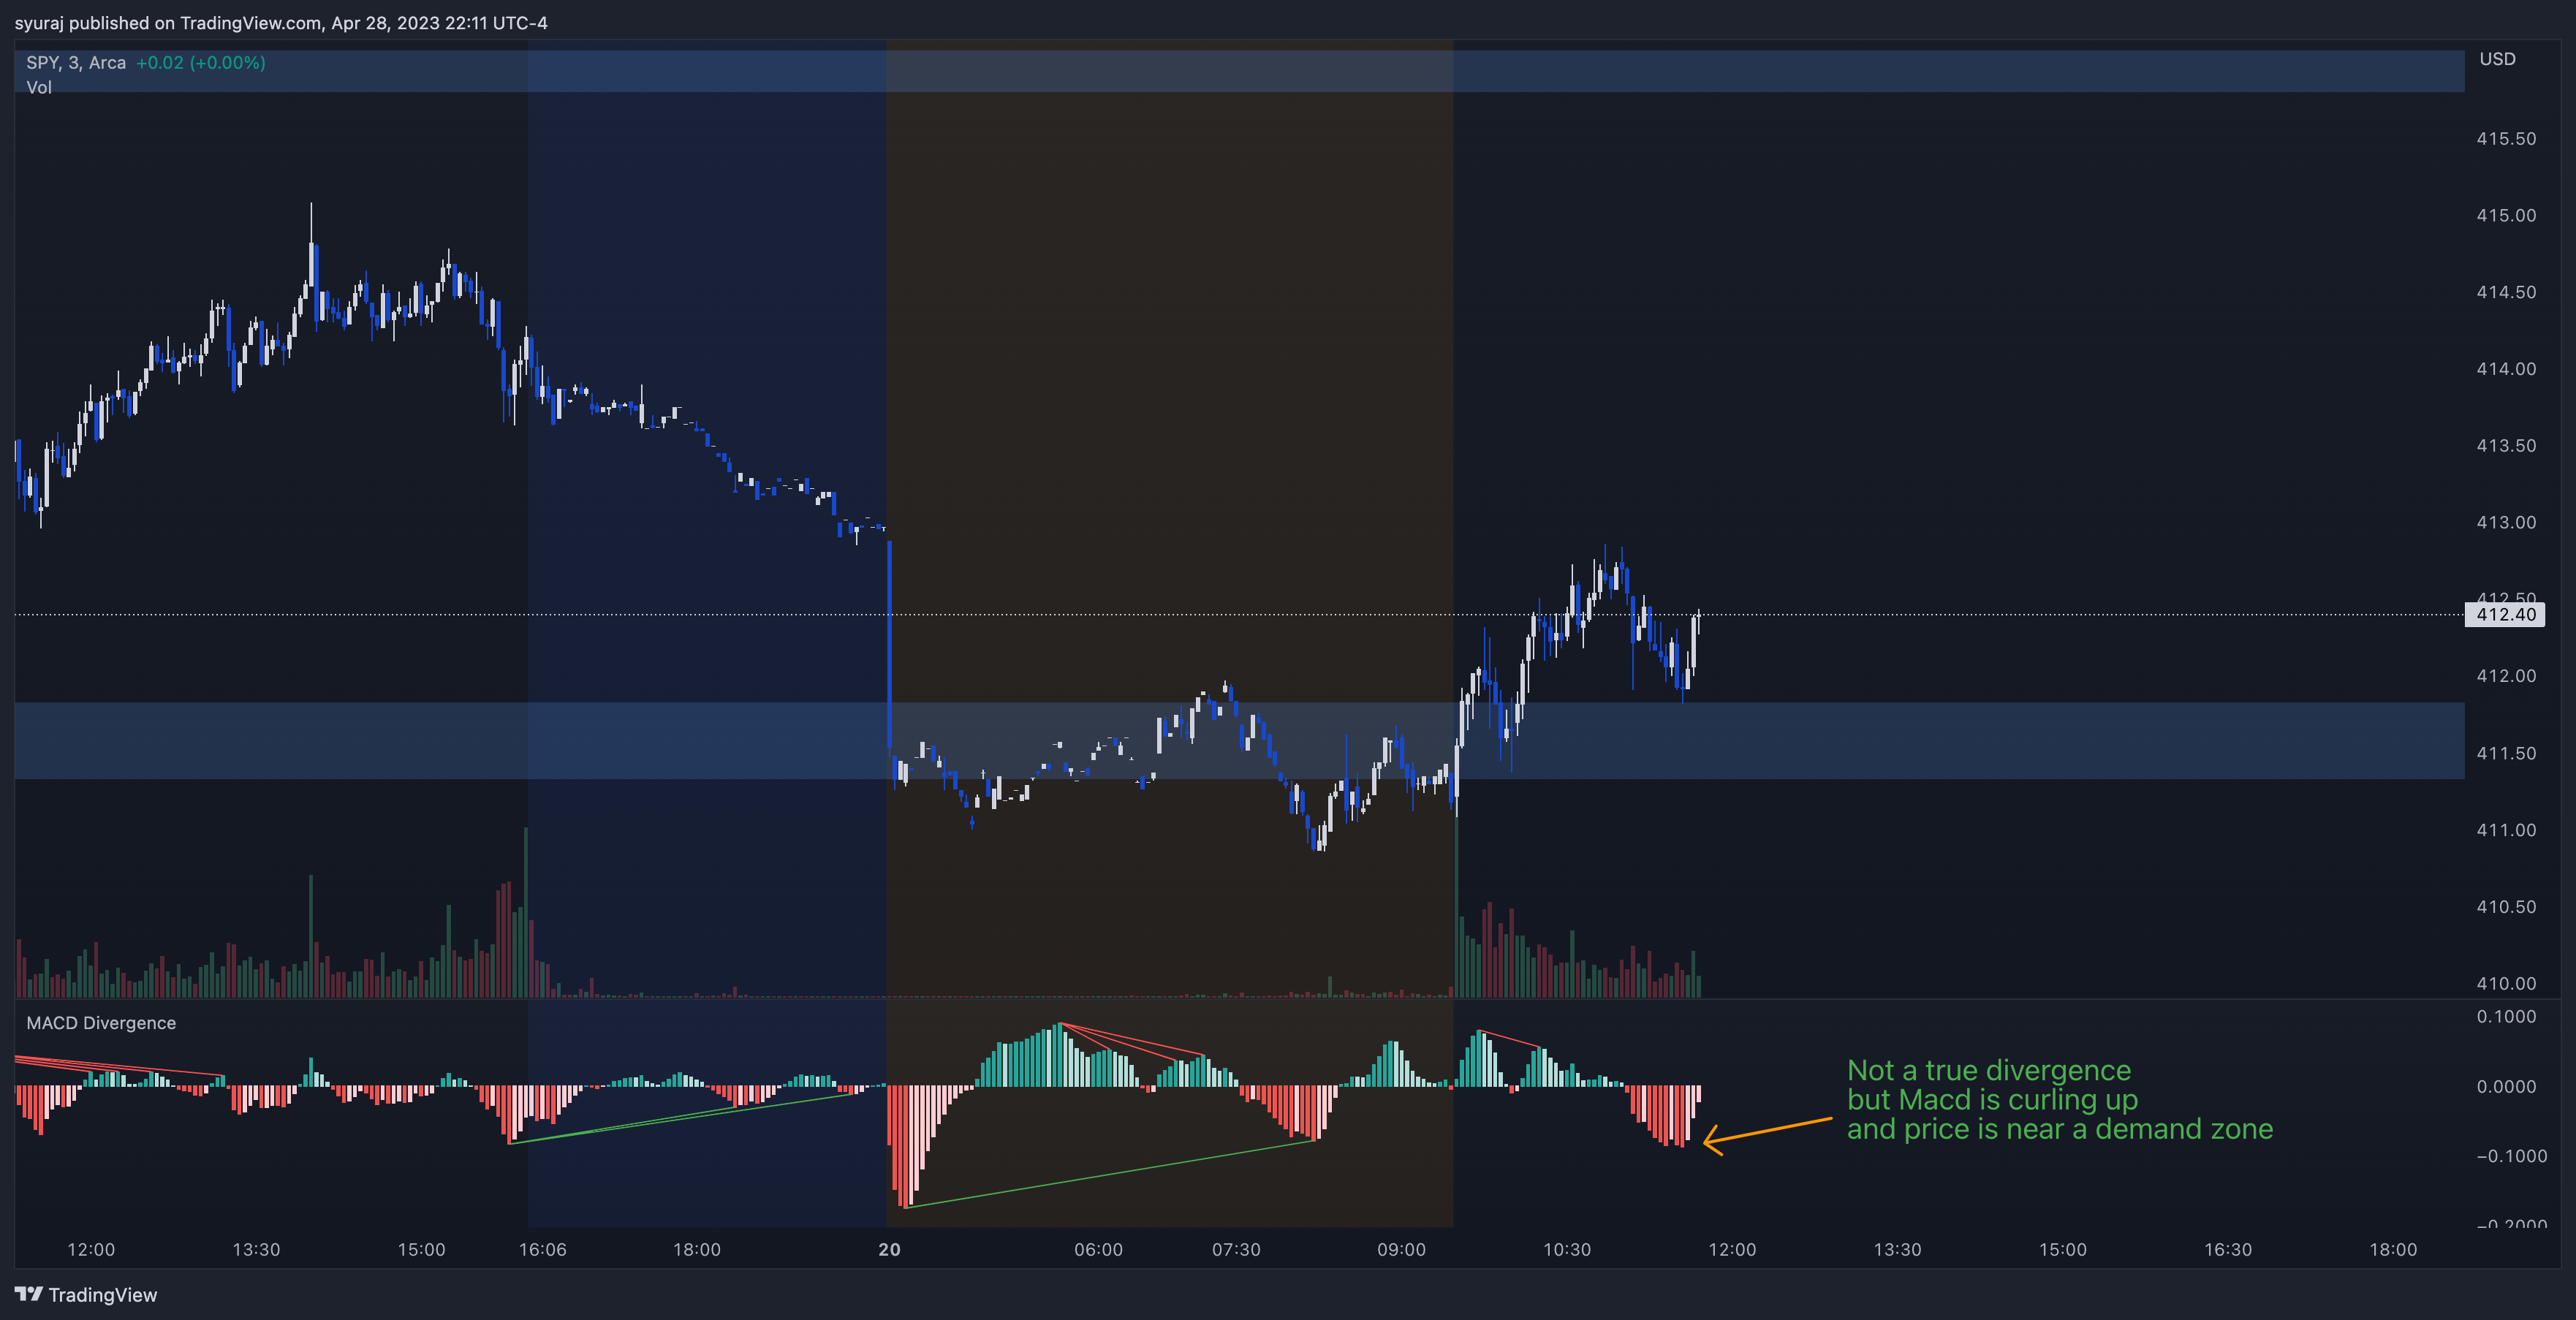 syuraj published on TradingView.com, Apr 28, 2023 22:11 UTC-4
SPY, 3, Arca +0.02 (+0.00%)
Vol
USD
415.50
415.00
414.50
414.00
413.50
413.00
412.50
412.40
412.00
411.50
411.00
410.50
410.00
MACD Divergence
0.1000
0.0000
−0.1000
−0.2000
Not a true divergence
but Macd is curling up
and price is near a demand zone
12:00 13:30 15:00 16:06 18:00 20 06:00 07:30 09:00 10:30 12:00 13:30 15:00 16:30 18:00
TradingView